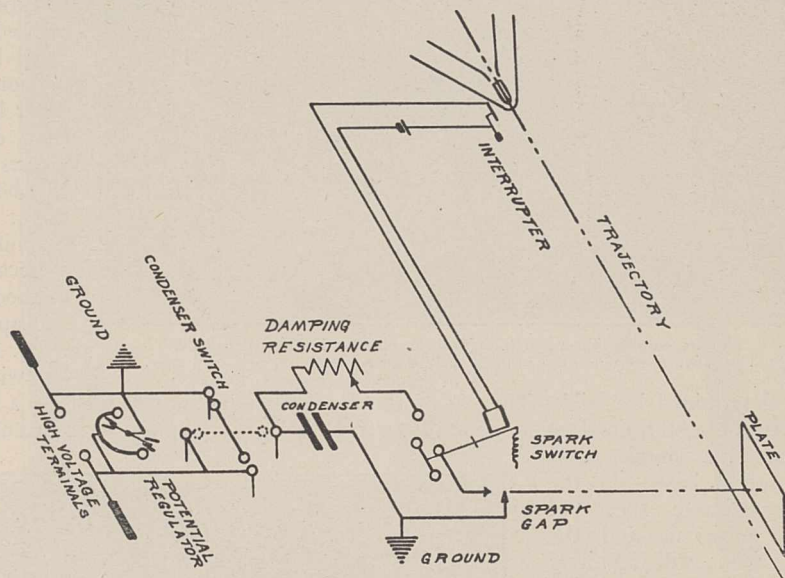 INTERRUPTER
TRAJECTORY
GROUND
CONDENSER SWITCH
DAMPING
RESISTANCE
CONDENSER
HIGH VOLTAGE
TERMINALS
POTENTIAL
REGULATOR
SPARK
SWITCH
PLATE
SPARK
GAP
GROUND